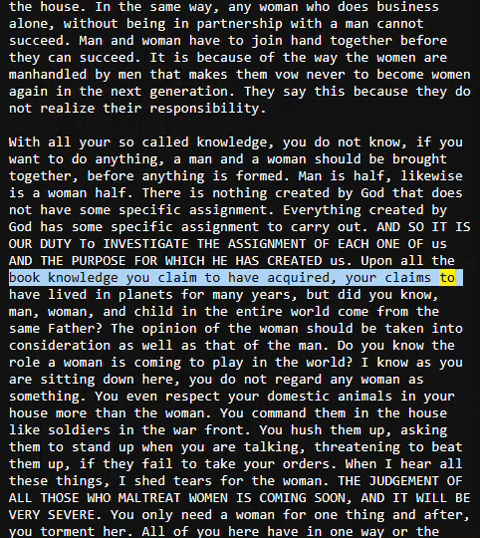 the house. In the same way, any woman who does business
alone, without being in partnership with a man cannot
succeed. Man and woman have to join hand together before
they can succeed. It is because of the way the women are
manhandled by men that makes them vow never to become women
again in the next generation. They say this because they do
not realize their responsibility.

With all your so called knowledge, you do not know, if you
want to do anything, a man and a woman should be brought
together, before anything is formed. Man is half, likewise
is a woman half. There is nothing created by God that does
not have some specific assignment. Everything created by
God has some specific assignment to carry out. AND SO IT IS
OUR DUTY To INVESTIGATE THE ASSIGNMENT OF EACH ONE OF us
AND THE PURPOSE FOR WHICH HE HAS CREATED us. Upon all the
book knowledge you claim to have acquired, your claims to
have lived in planets for many years, but did you know,
man, woman, and child in the entire world come from the
same Father? The opinion of the woman should be taken into
consideration as well as that of the man. Do you know the
role a woman is coming to play in the world? I know as you
are sitting down here, you do not regard any woman as
something. You even respect your domestic animals in your
house more than the woman. You command them in the house
like soldiers in the war front. You hush them up, asking
them to stand up when you are talking, threatening to beat
them up, if they fail to take your orders. When I hear all
these things, I shed tears for the woman. THE JUDGEMENT OF
ALL THOSE WHO MALTREAT WOMEN IS COMING SOON, AND IT WILL BE
VERY SEVERE. You only need a woman for one thing and after,
you torment her. All of you here have in one way or the